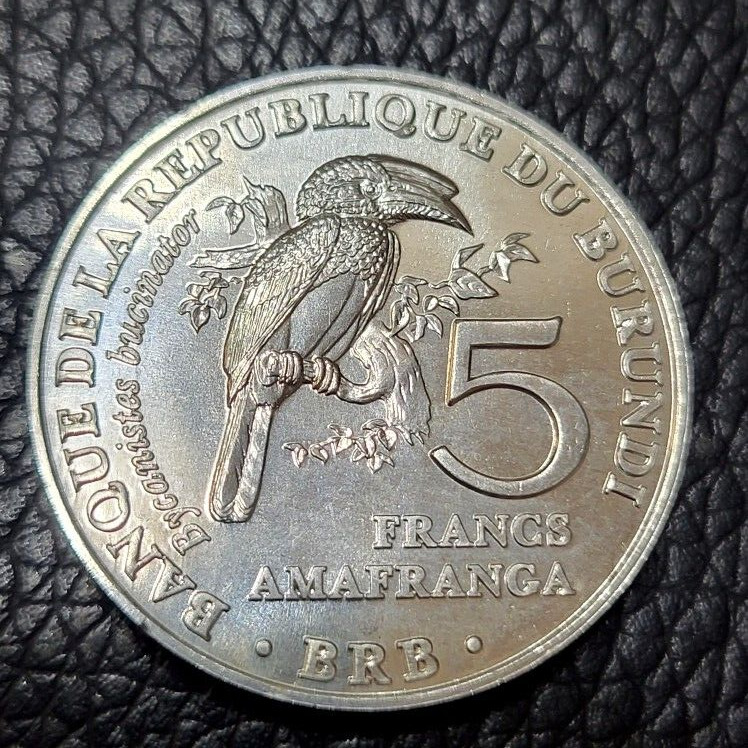 BANQUE DE LA REPUBLIQUE DU BURUNDI
Bycanistes bucinator
5
FRANCS
AMAFRANGA
· BRB ·